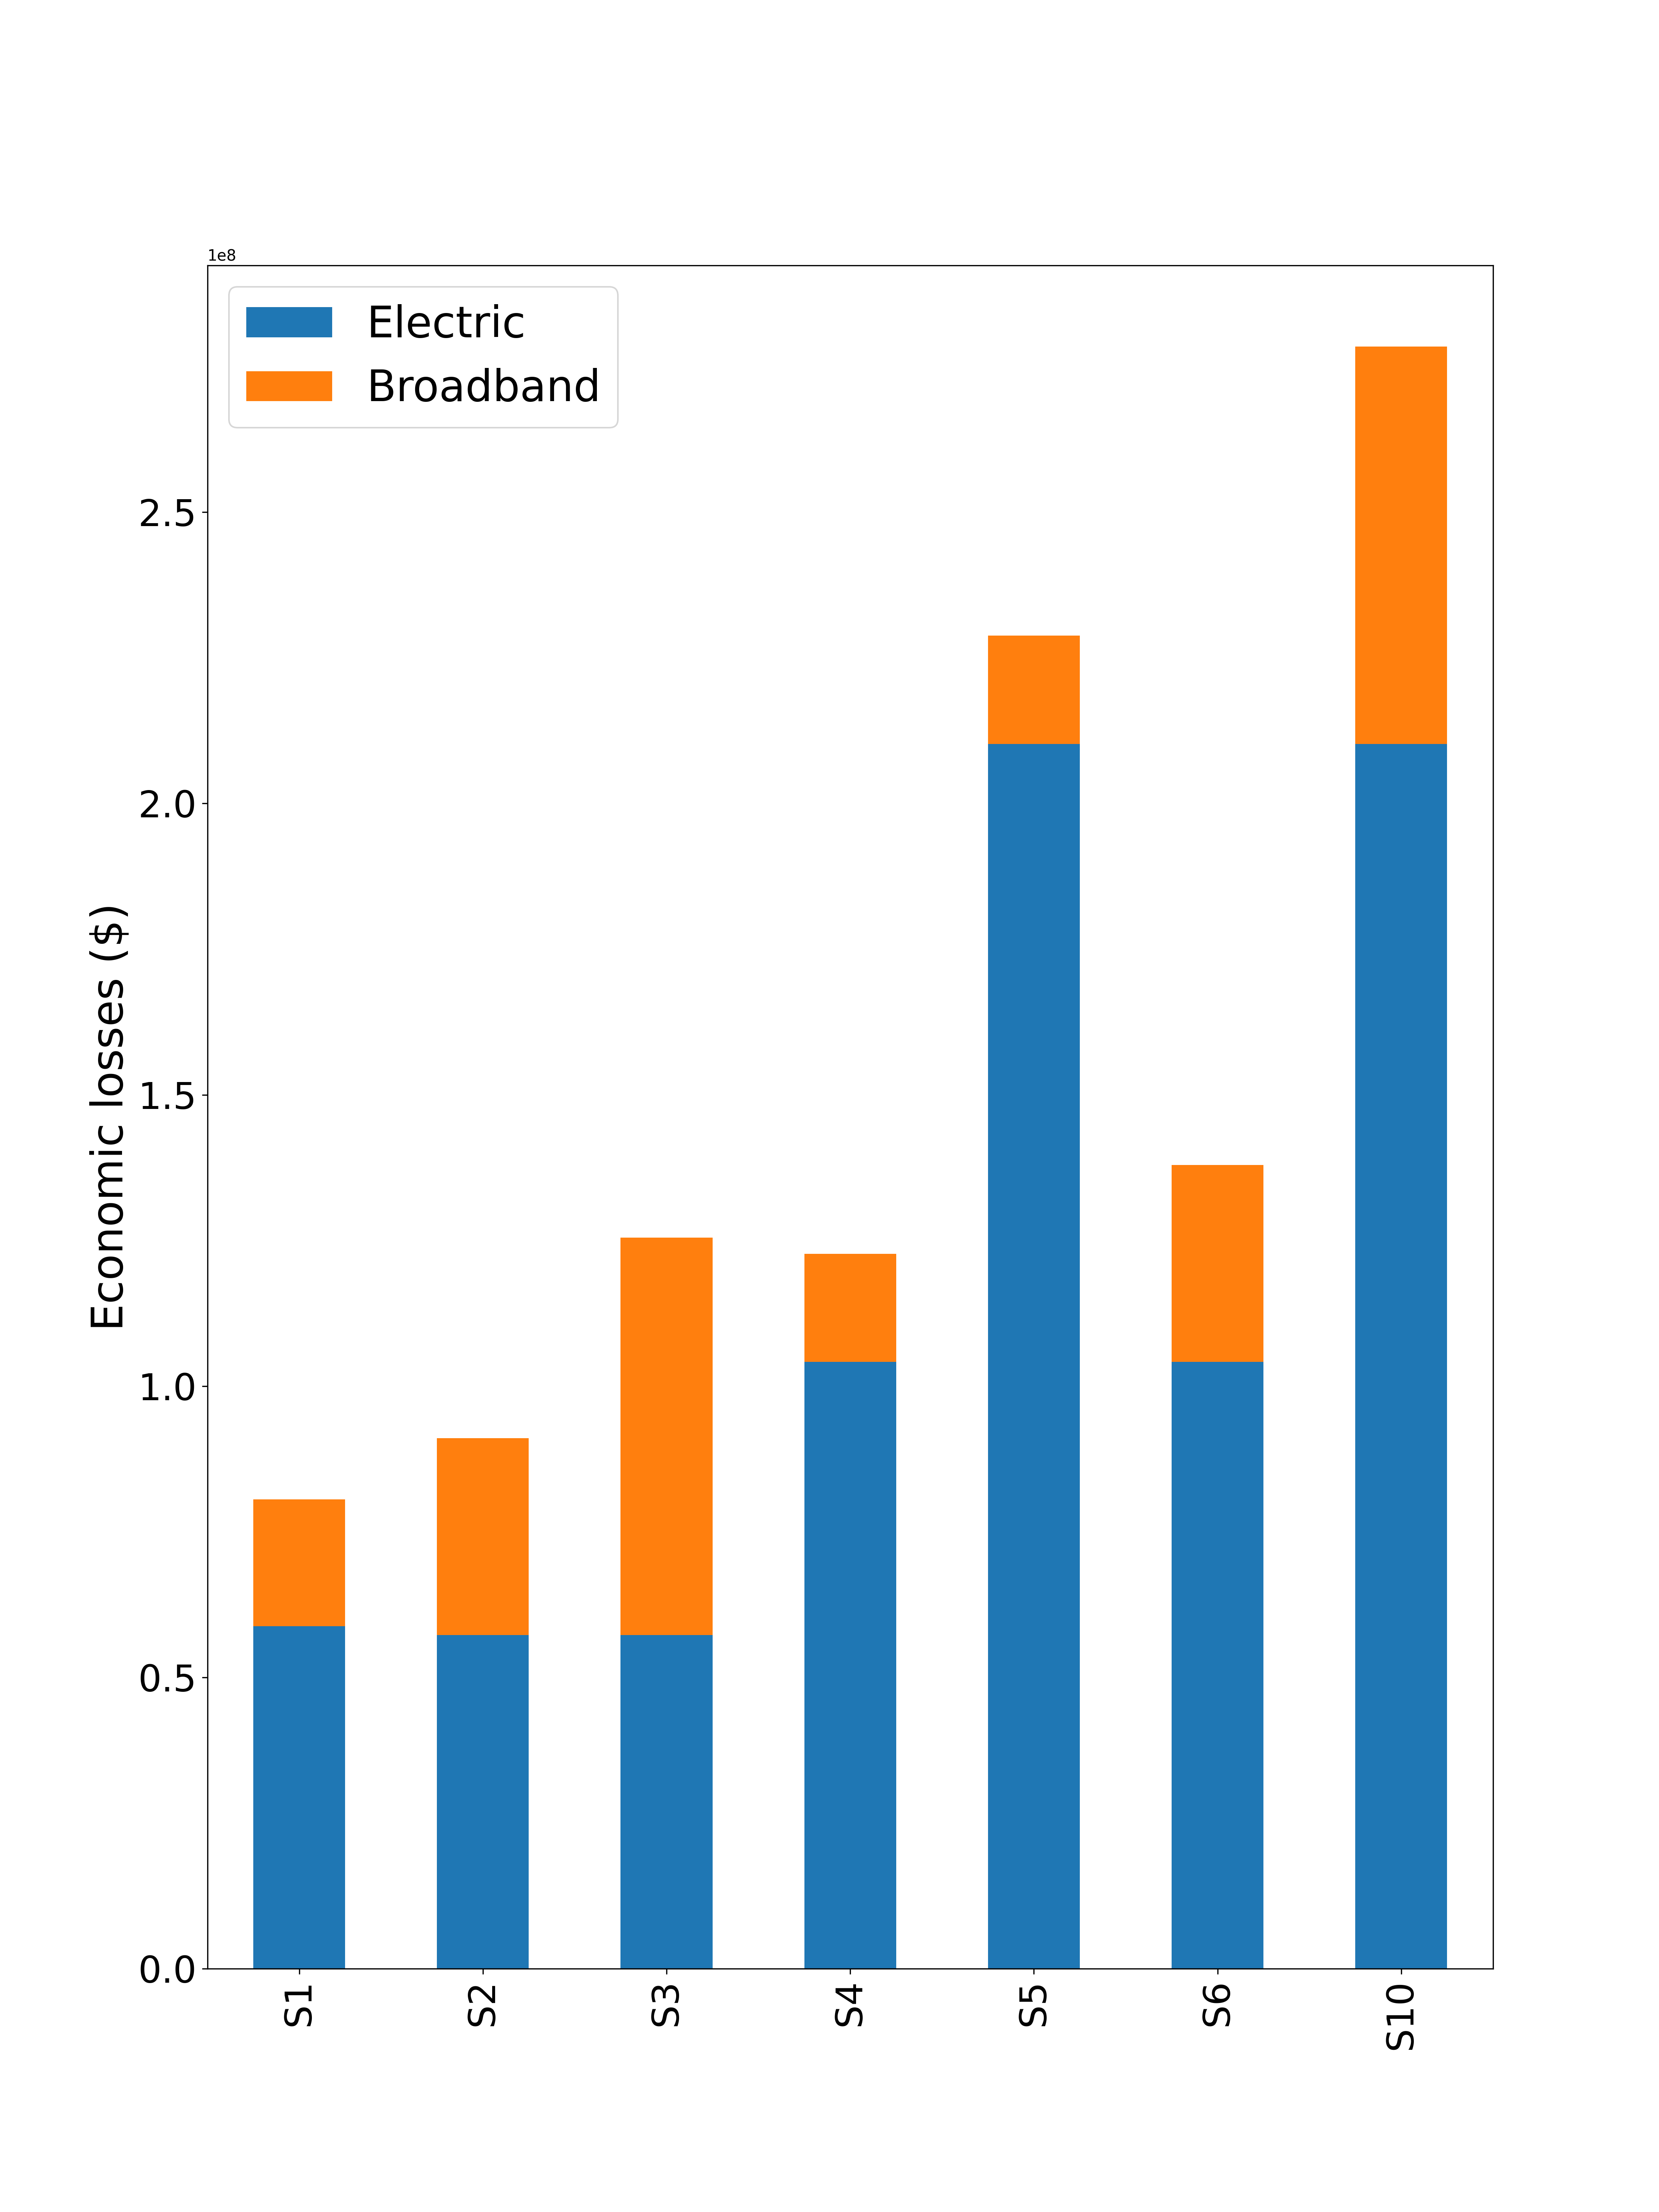 1e8
Electric
Broadband
2.5
2.0
1.5
1.0
0.5
0.0
Economic losses ($)
S1
S2
S3
S4
S5
S6
S10